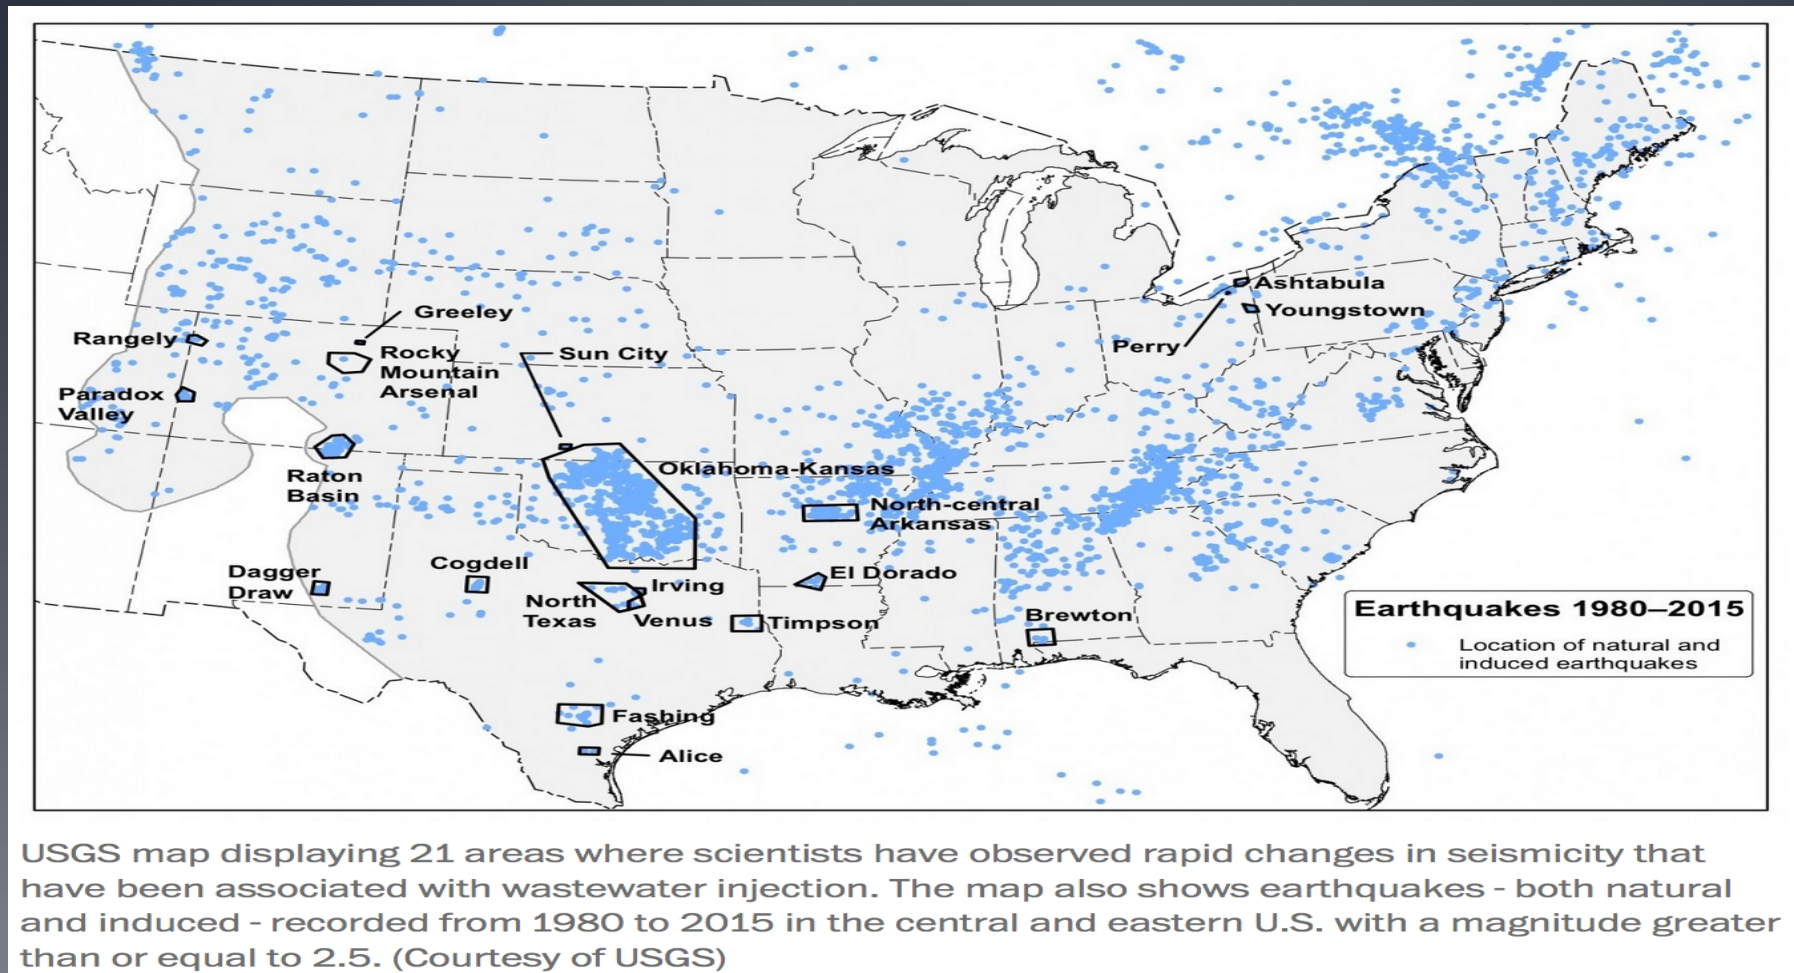 Greeley
Rangely
Rocky
Mountain
Arsenal
Sun City
Paradox
Valley
Raton
Basin
Oklahoma-Kansas
North-central
Arkansas
Ashtabula
Youngstown
Perry
Dagger
Draw
Cogdell
North
Texas
Irving
Venus
El Dorado
Timpson
Brewton
Fashing
Alice
Earthquakes 1980–2015
Location of natural and
induced earthquakes
USGS map displaying 21 areas where scientists have observed rapid changes in seismicity that
have been associated with wastewater injection. The map also shows earthquakes - both natural
and induced - recorded from 1980 to 2015 in the central and eastern U.S. with a magnitude greater
than or equal to 2.5. (Courtesy of USGS)